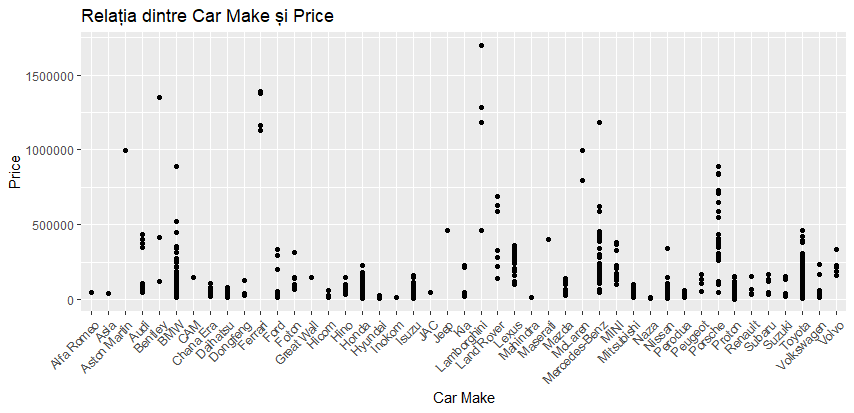 Relația dintre Car Make și Price
Price
1500000
1000000
500000
0
Alfa Romeo
Asia
Aston Martin
Audi
Bentley
BMW
CAM
Chana Era
Daihatsu
Dongfeng
Ferrari
Ford
Foton
Great Wall
Hicom
Hino
Honda
Hyundai
Inokom
Isuzu
JAC
Jeep
Kia
Lamborghini
Land Rover
Lexus
Mahindra
Maserati
Mazda
McLaren
Mercedes-Benz
MINI
Mitsubishi
Naza
Nissan
Perodua
Peugeot
Porsche
Proton
Renault
Subaru
Suzuki
Toyota
Volkswagen
Volvo
Car Make